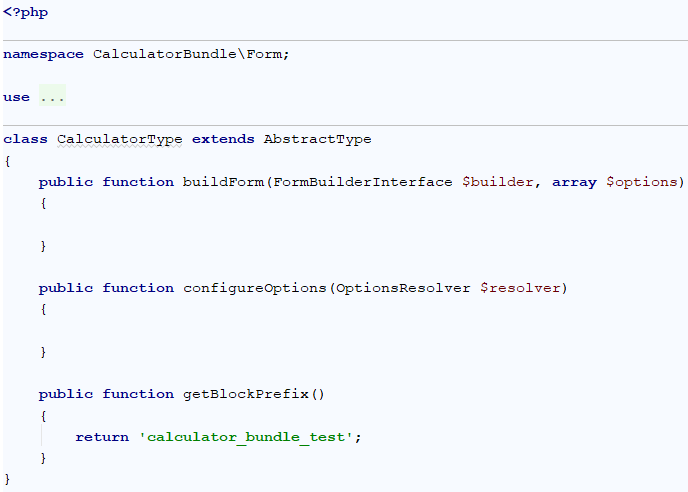 <?php
namespace CalculatorBundle\Form;
use ...
class CalculatorType extends AbstractType
{
    public function buildForm(FormBuilderInterface $builder, array $options)
    {
    }
    public function configureOptions(OptionsResolver $resolver)
    {
    }
    public function getBlockPrefix()
    {
        return 'calculator_bundle_test';
    }
}